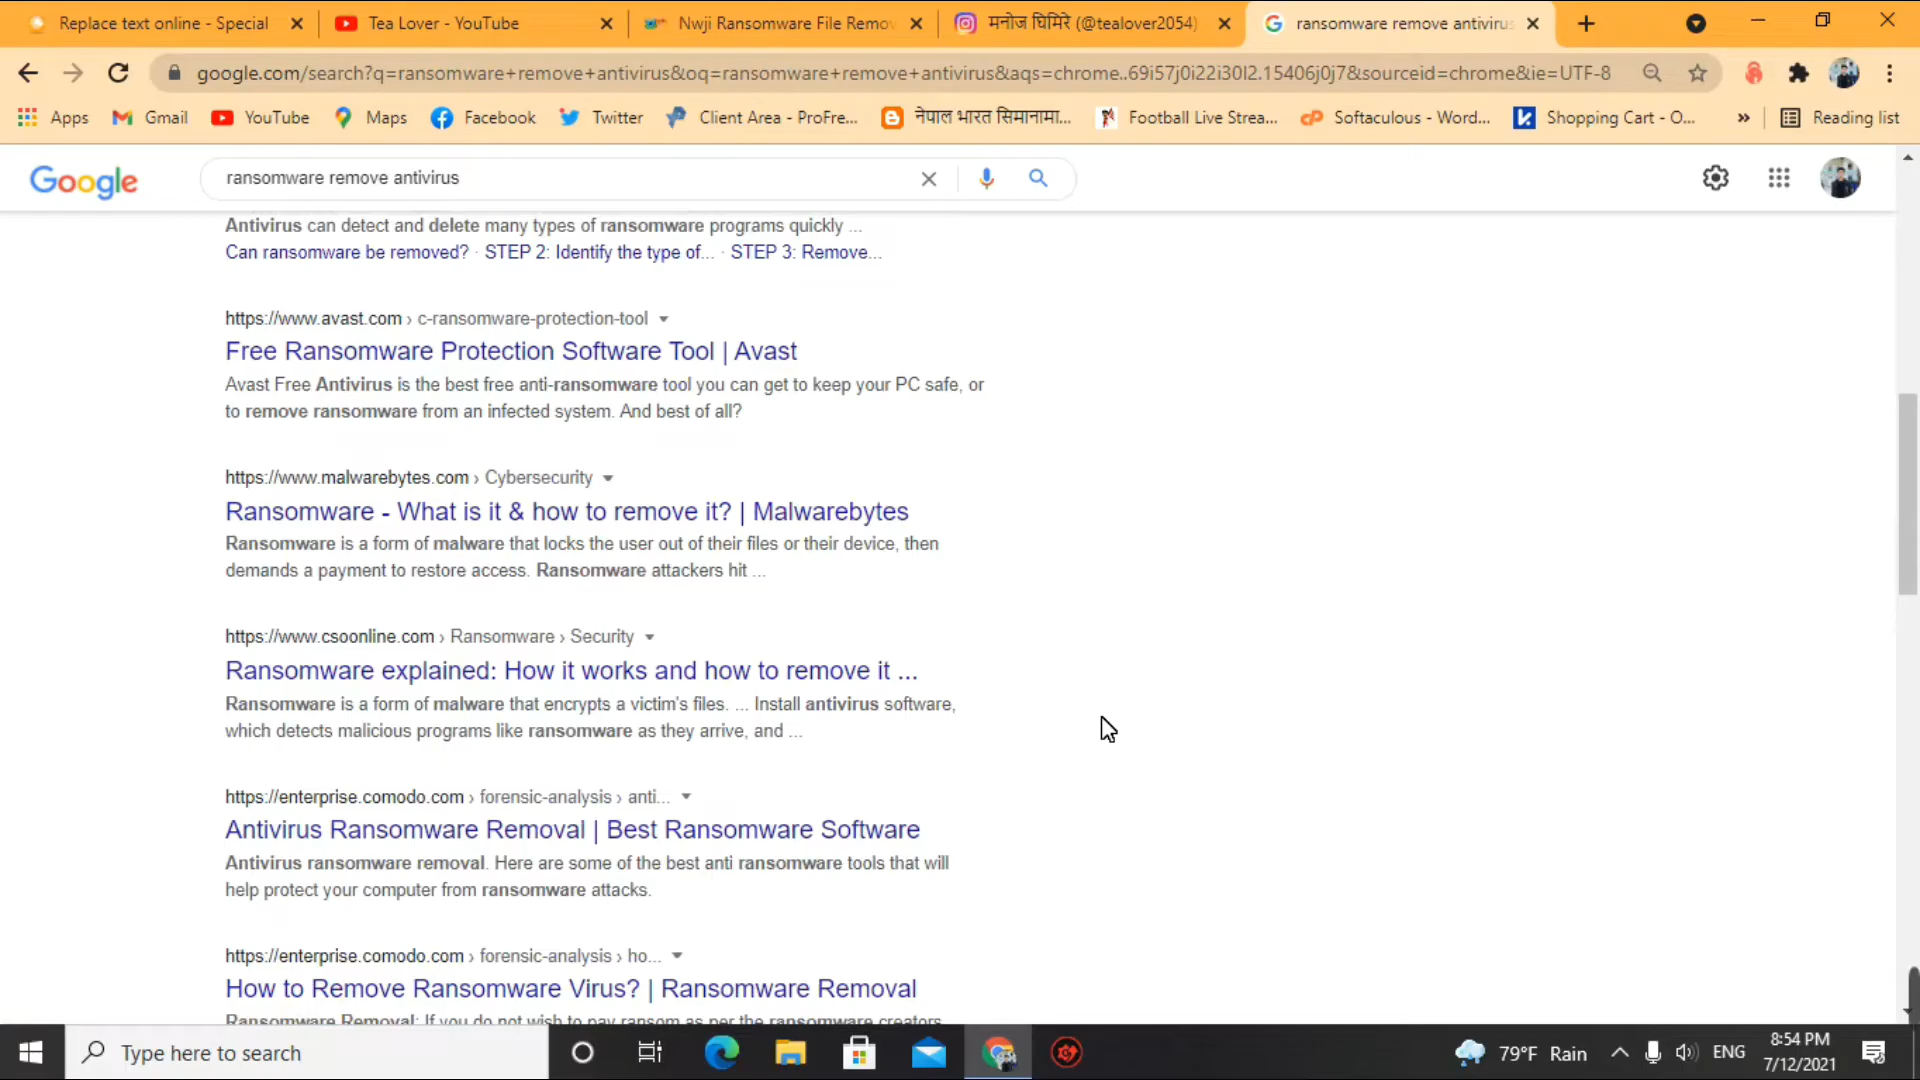 Replace text online - Special
Tea Lover - YouTube
Nwji Ransomware File Remo
मनोज घिमिरे (@tealover2054)
ransomware remove antivirus
google.com/search?q=ransomware+remove+antivirus&oq=ransomware+remove+antivirus&aqs=chrome..69i57j0i22i30l2.15406j0j7&sourceid=chrome&ie=UTF-8
Apps
Gmail
YouTube
Maps
Facebook
Twitter
Client Area - ProFre...
नेपाल भारत सिमानामा...
Football Live Strea...
Softaculous - Word...
Shopping Cart - O...
»
Reading list
Google
ransomware remove antivirus
Antivirus can detect and delete many types of ransomware programs quickly ...
Can ransomware be removed? · STEP 2: Identify the type of... · STEP 3: Remove...
https://www.avast.com › c-ransomware-protection-tool
Free Ransomware Protection Software Tool | Avast
Avast Free Antivirus is the best free anti-ransomware tool you can get to keep your PC safe, or
to remove ransomware from an infected system. And best of all?
https://www.malwarebytes.com › Cybersecurity
Ransomware - What is it & how to remove it? | Malwarebytes
Ransomware is a form of malware that locks the user out of their files or their device, then
demands a payment to restore access. Ransomware attackers hit ...
https://www.csoonline.com › Ransomware › Security
Ransomware explained: How it works and how to remove it ...
Ransomware is a form of malware that encrypts a victim's files. ... Install antivirus software,
which detects malicious programs like ransomware as they arrive, and ...
https://enterprise.comodo.com › forensic-analysis › anti...
Antivirus Ransomware Removal | Best Ransomware Software
Antivirus ransomware removal. Here are some of the best anti ransomware tools that will
help protect your computer from ransomware attacks.
https://enterprise.comodo.com › forensic-analysis › ho...
How to Remove Ransomware Virus? | Ransomware Removal
Ransomware Removal: If you do not wish to pay ransom as per the ransomware creators
Type here to search
79°F Rain
ENG
8:54 PM
7/12/2021